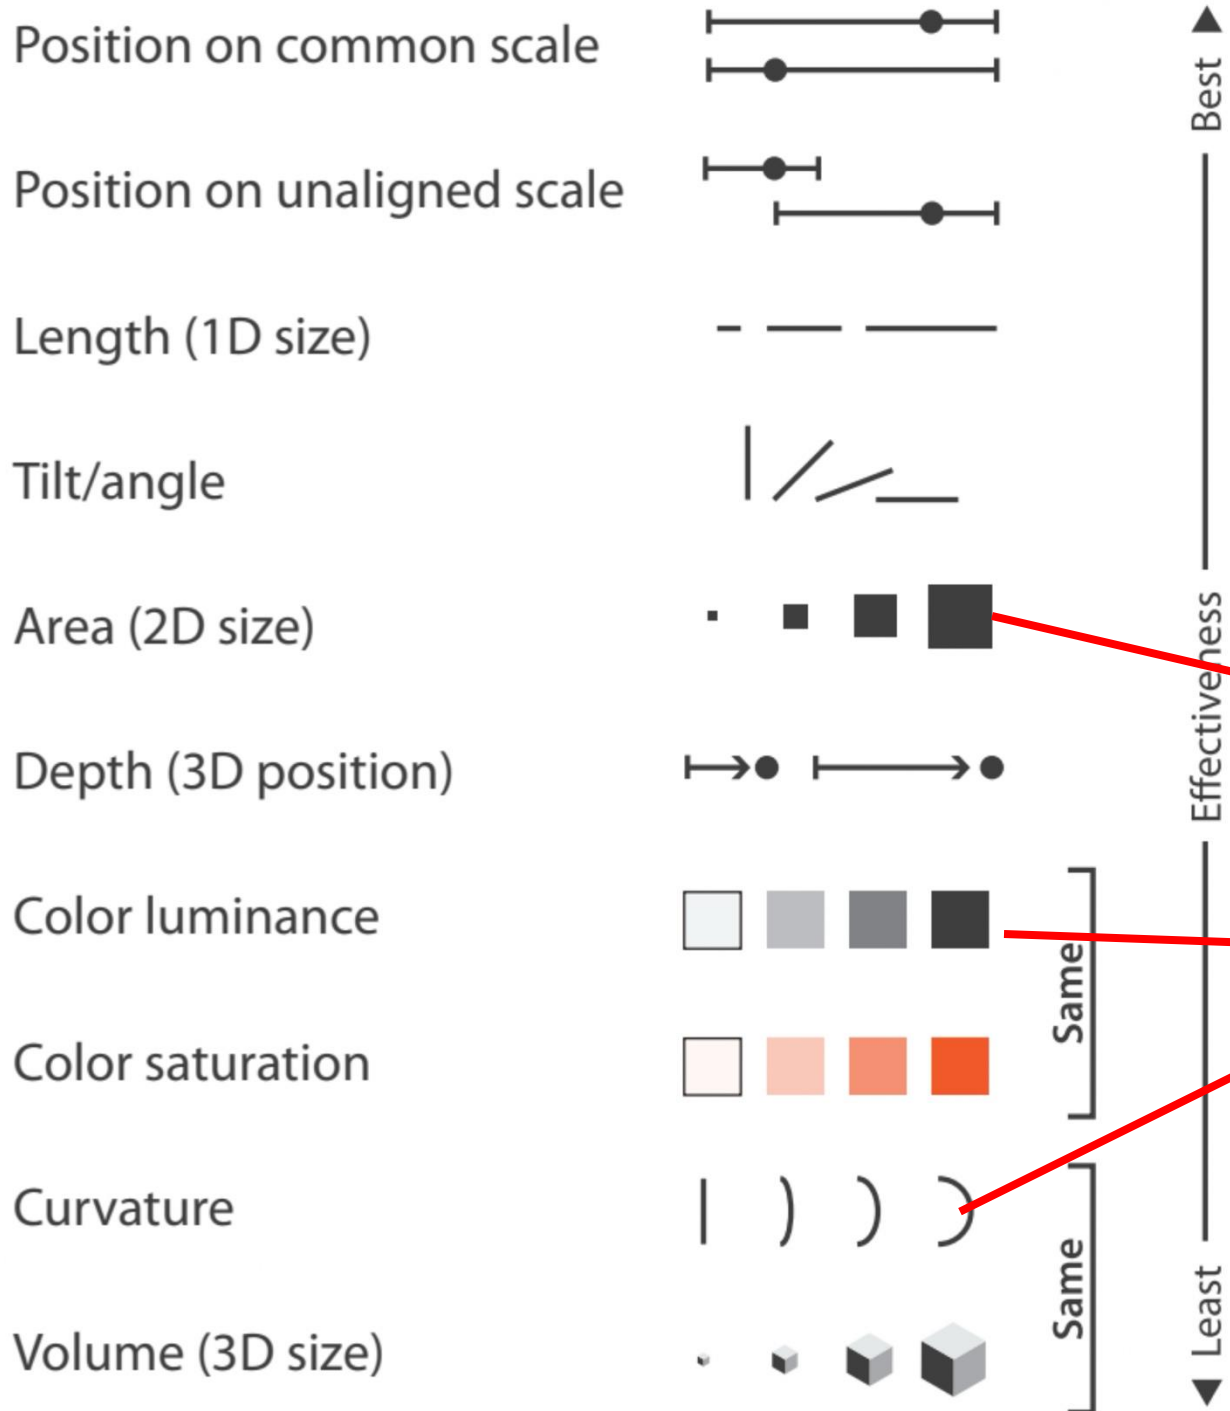 Position on common scale
Position on unaligned scale
Length (1D size)
Tilt/angle
Area (2D size)
Depth (3D position)
Color luminance
Color saturation
Curvature
Volume (3D size)
Same
Same
Best
Effectiveness
Least